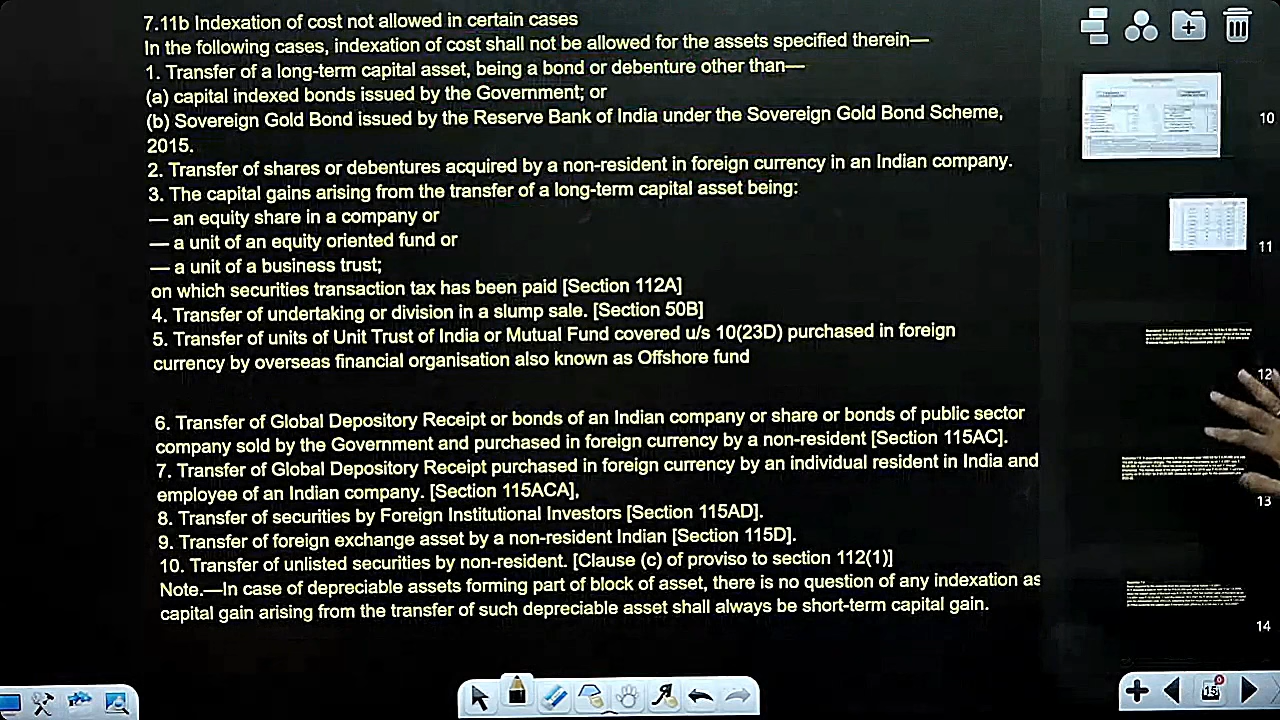 7.11b Indexation of cost not allowed in certain cases
In the following cases, indexation of cost shall not be allowed for the assets specified therein—
1. Transfer of a long-term capital asset, being a bond or debenture other than—
(a) capital indexed bonds issued by the Government; or
(b) Sovereign Gold Bond issued by the Reserve Bank of India under the Sovereign Gold Bond Scheme,
2015.
2. Transfer of shares or debentures acquired by a non-resident in foreign currency in an Indian company.
3. The capital gains arising from the transfer of a long-term capital asset being:
— an equity share in a company or
— a unit of an equity oriented fund or
— a unit of a business trust;
on which securities transaction tax has been paid [Section 112A]
4. Transfer of undertaking or division in a slump sale. [Section 50B]
5. Transfer of units of Unit Trust of India or Mutual Fund covered u/s 10(23D) purchased in foreign
currency by overseas financial organisation also known as Offshore fund
6. Transfer of Global Depository Receipt or bonds of an Indian company or share or bonds of public sector
company sold by the Government and purchased in foreign currency by a non-resident [Section 115AC].
7. Transfer of Global Depository Receipt purchased in foreign currency by an individual resident in India and
employee of an Indian company. [Section 115ACA],
8. Transfer of securities by Foreign Institutional Investors [Section 115AD].
9. Transfer of foreign exchange asset by a non-resident Indian [Section 115D].
10. Transfer of unlisted securities by non-resident. [Clause (c) of proviso to section 112(1)]
Note.—In case of depreciable assets forming part of block of asset, there is no question of any indexation as
capital gain arising from the transfer of such depreciable asset shall always be short-term capital gain.
10
11
12
13
14
15
0